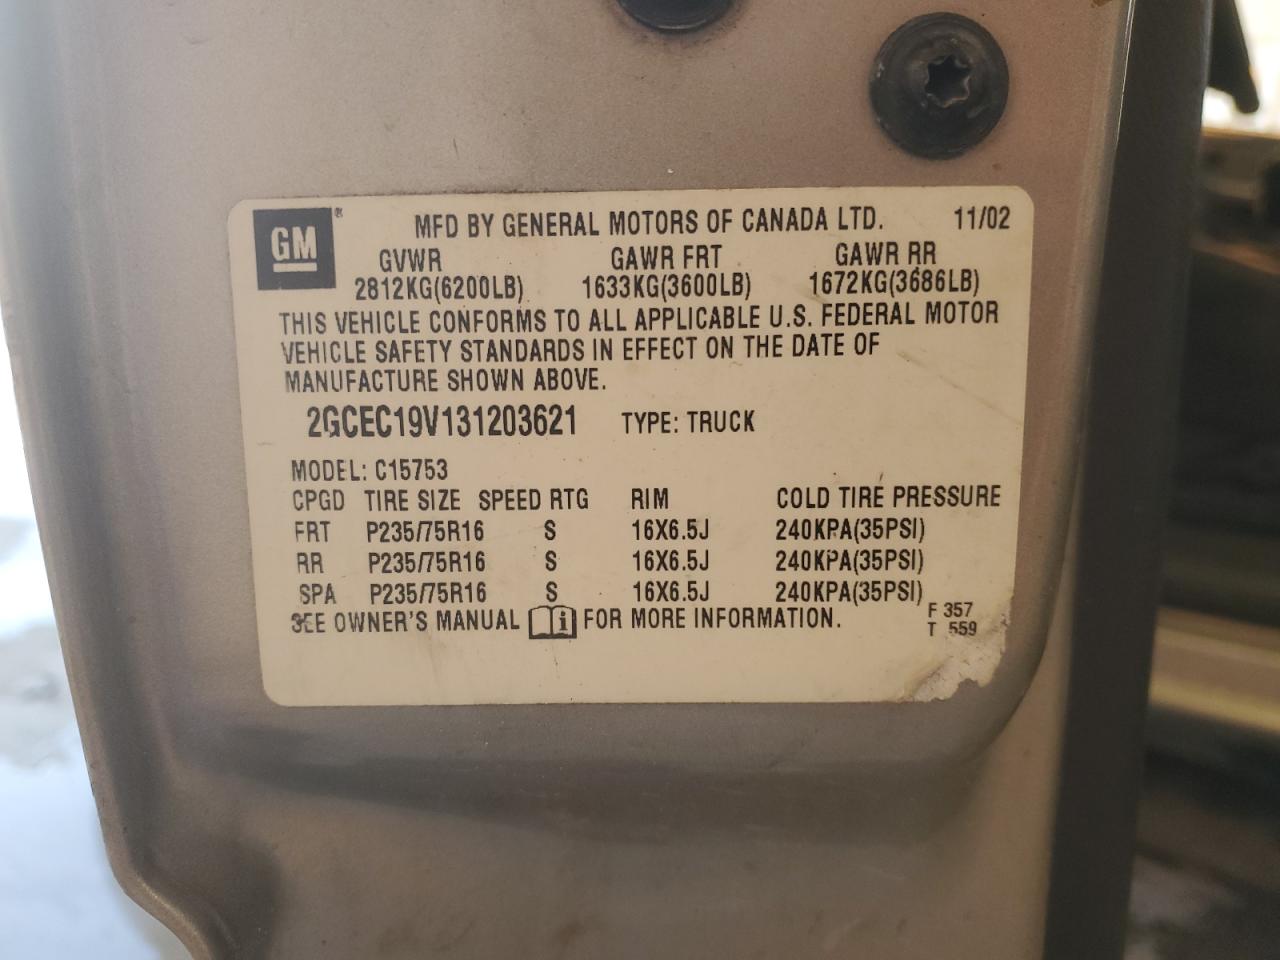 GM ® MFD BY GENERAL MOTORS OF CANADA LTD. 11/02
GVWR GAWR FRT GAWR RR
2812KG(6200LB) 1633KG(3600LB) 1672KG(3686LB)
THIS VEHICLE CONFORMS TO ALL APPLICABLE U.S. FEDERAL MOTOR
VEHICLE SAFETY STANDARDS IN EFFECT ON THE DATE OF
MANUFACTURE SHOWN ABOVE.
2GCEC19V131203621 TYPE: TRUCK
MODEL: C15753
CPGD TIRE SIZE SPEED RTG RIM COLD TIRE PRESSURE
FRT P235/75R16 S 16X6.5J 240KPA(35PSI)
RR P235/75R16 S 16X6.5J 240KPA(35PSI)
SPA P235/75R16 S 16X6.5J 240KPA(35PSI)
SEE OWNER'S MANUAL i FOR MORE INFORMATION.
F 357
T 559